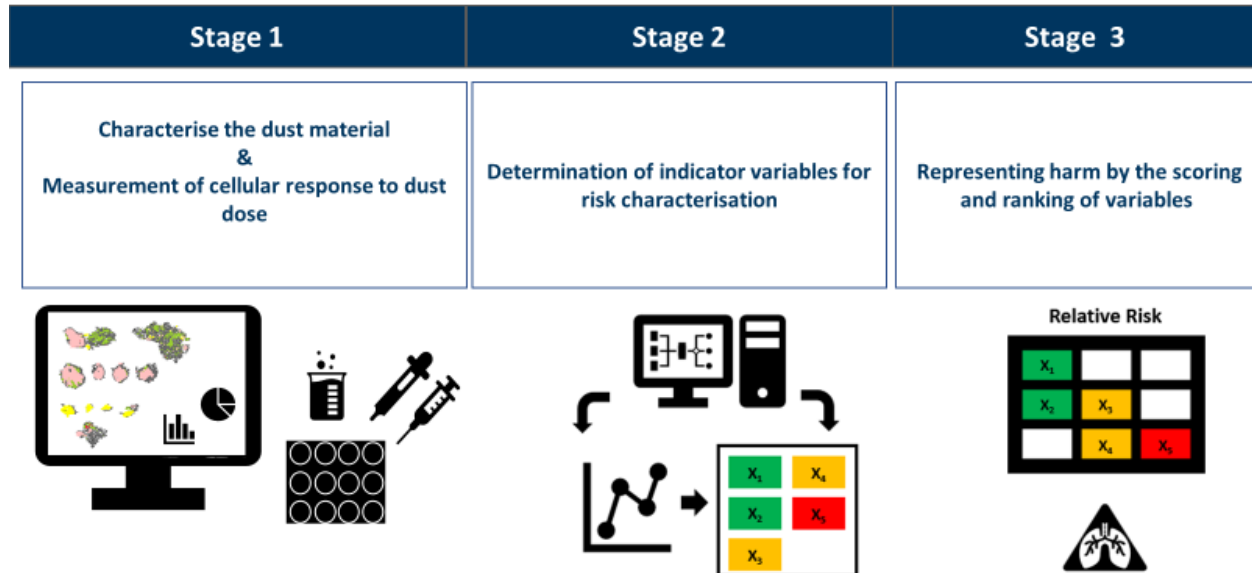 Stage 1
Stage 2
Stage 3
Characterise the dust material
&
Measurement of cellular response to dust
dose
Determination of indicator variables for
risk characterisation
Representing harm by the scoring
and ranking of variables
Relative Risk
X₁
X₂
X₃
X₄
X₅
X₁
X₄
X₂
X₅
X₃